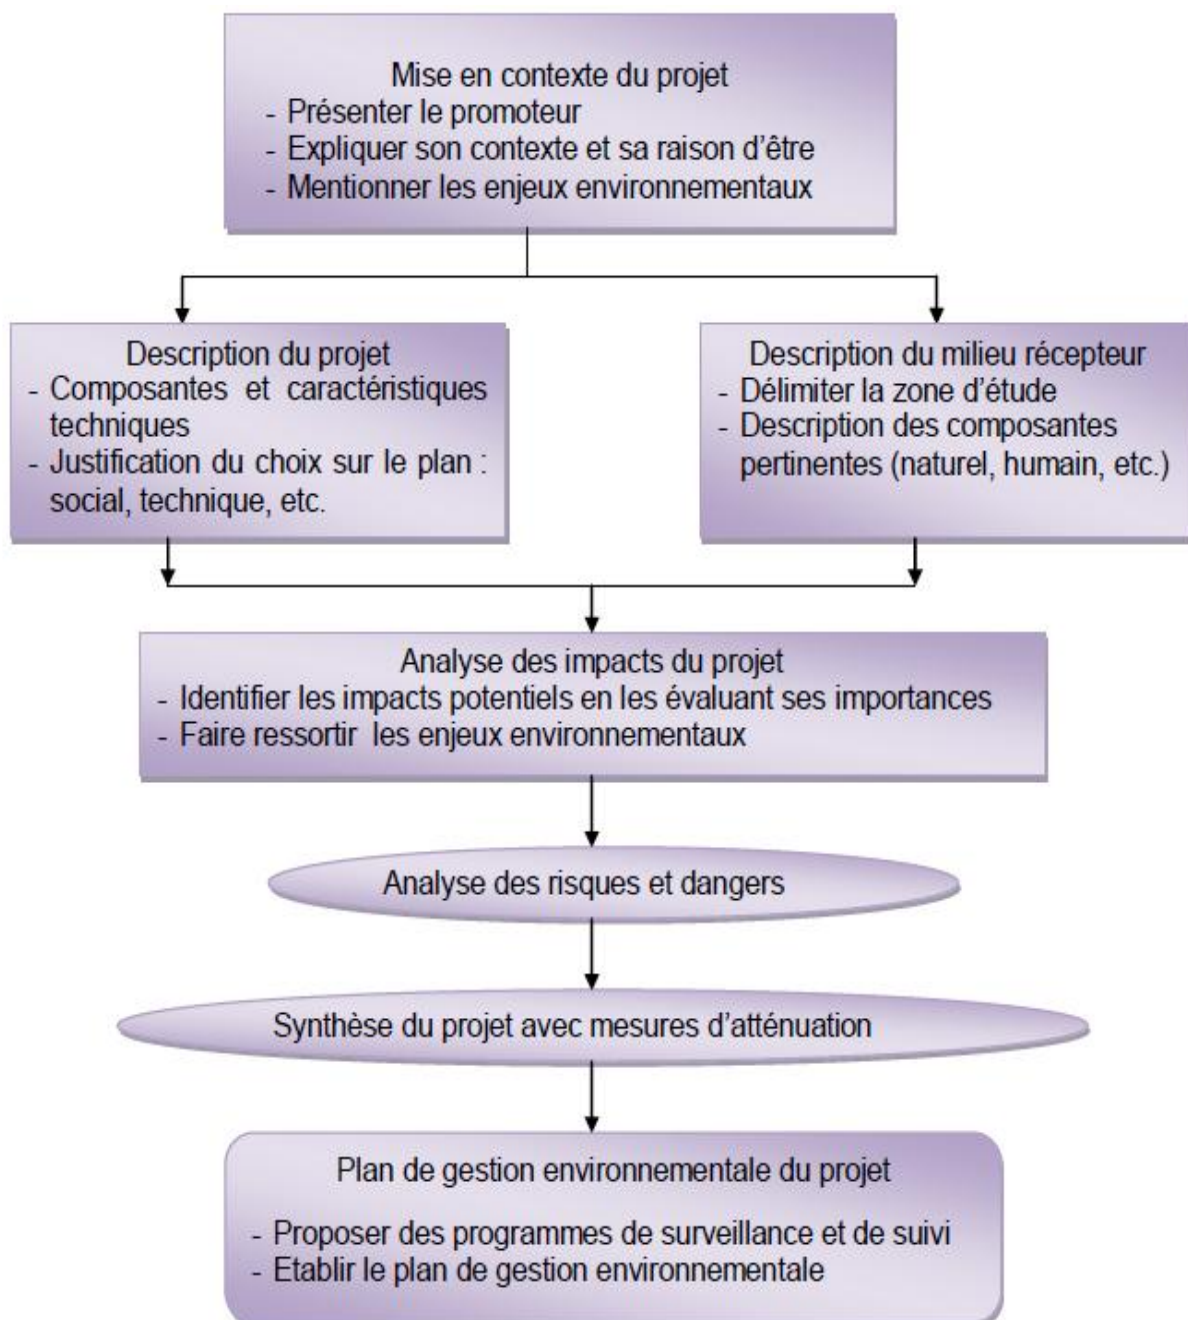 Mise en contexte du projet
- Présenter le promoteur
- Expliquer son contexte et sa raison d’être
- Mentionner les enjeux environnementaux
Description du projet
- Composantes et caractéristiques
techniques
- Justification du choix sur le plan :
social, technique, etc.
Description du milieu récepteur
- Délimiter la zone d’étude
- Description des composantes
pertinentes (naturel, humain, etc.)
Analyse des impacts du projet
- Identifier les impacts potentiels en les évaluant ses importances
- Faire ressortir les enjeux environnementaux
Analyse des risques et dangers
Synthèse du projet avec mesures d’atténuation
Plan de gestion environnementale du projet
- Proposer des programmes de surveillance et de suivi
- Etablir le plan de gestion environnementale